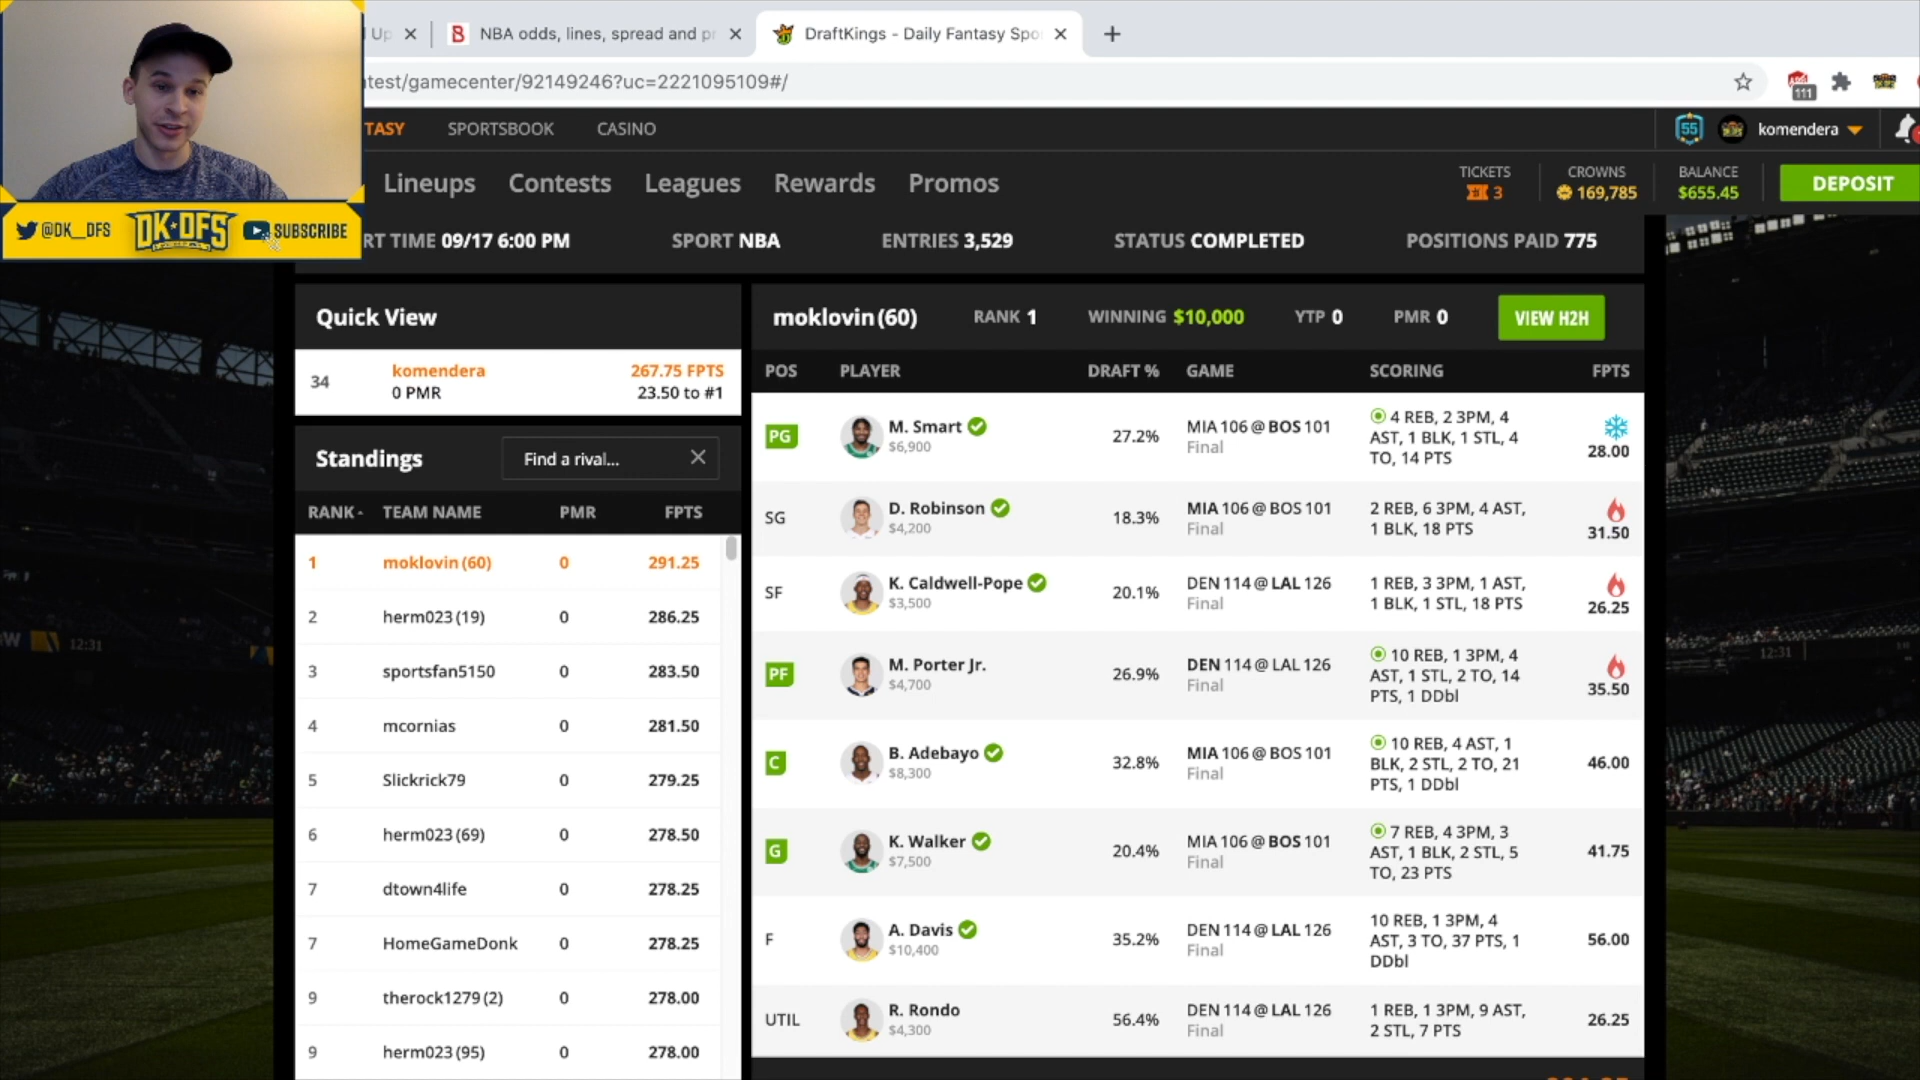 Up
NBA odds, lines, spread and pr
DraftKings - Daily Fantasy Spo
test/gamecenter/92149246?uc=2221095109#/
111
TASY SPORTSBOOK CASINO
55 komendera
Lineups Contests Leagues Rewards Promos
TICKETS CROWNS BALANCE
3 169,785 $655.45
DEPOSIT
@DK__DFS DK★DFS SUBSCRIBE
RT TIME 09/17 6:00 PM SPORT NBA ENTRIES 3,529 STATUS COMPLETED POSITIONS PAID 775
Quick View
34 komendera 267.75 FPTS
0 PMR 23.50 to #1
Standings Find a rival...
RANK TEAM NAME PMR FPTS
1 moklovin (60) 0 291.25
2 herm023 (19) 0 286.25
3 sportsfan5150 0 283.50
4 mcornias 0 281.50
5 Slickrick79 0 279.25
6 herm023 (69) 0 278.50
7 dtown4life 0 278.25
7 HomeGameDonk 0 278.25
9 therock1279 (2) 0 278.00
9 herm023 (95) 0 278.00
moklovin (60) RANK 1 WINNING $10,000 YTP 0 PMR 0 VIEW H2H
POS PLAYER DRAFT % GAME SCORING FPTS
PG M. Smart $6,900 27.2% MIA 106 @ BOS 101 Final 4 REB, 2 3PM, 4
AST, 1 BLK, 1 STL, 4
TO, 14 PTS 28.00
SG D. Robinson $4,200 18.3% MIA 106 @ BOS 101 Final 2 REB, 6 3PM, 4 AST,
1 BLK, 18 PTS 31.50
SF K. Caldwell-Pope $3,500 20.1% DEN 114 @ LAL 126 Final 1 REB, 3 3PM, 1 AST,
1 BLK, 1 STL, 18 PTS 26.25
PF M. Porter Jr. $4,700 26.9% DEN 114 @ LAL 126 Final 10 REB, 1 3PM, 4
AST, 1 STL, 2 TO, 14
PTS, 1 DDbl 35.50
C B. Adebayo $8,300 32.8% MIA 106 @ BOS 101 Final 10 REB, 4 AST, 1
BLK, 2 STL, 2 TO, 21
PTS, 1 DDbl 46.00
G K. Walker $7,500 20.4% MIA 106 @ BOS 101 Final 7 REB, 4 3PM, 3
AST, 1 BLK, 2 STL, 5
TO, 23 PTS 41.75
F A. Davis $10,400 35.2% DEN 114 @ LAL 126 Final 10 REB, 1 3PM, 4
AST, 3 TO, 37 PTS, 1
DDbl 56.00
UTIL R. Rondo $4,300 56.4% DEN 114 @ LAL 126 Final 1 REB, 1 3PM, 9 AST,
2 STL, 7 PTS 26.25
12:31
12:31